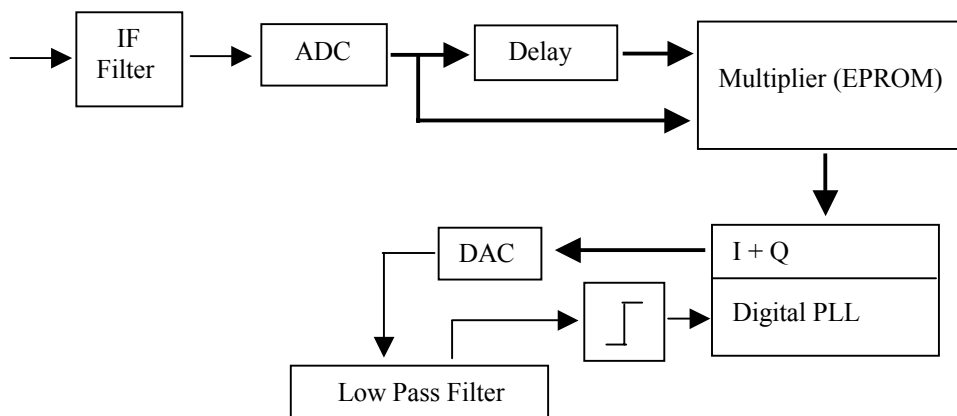 IF
Filter
ADC
Delay
Multiplier (EPROM)
I + Q
DAC
Digital PLL
Low Pass Filter